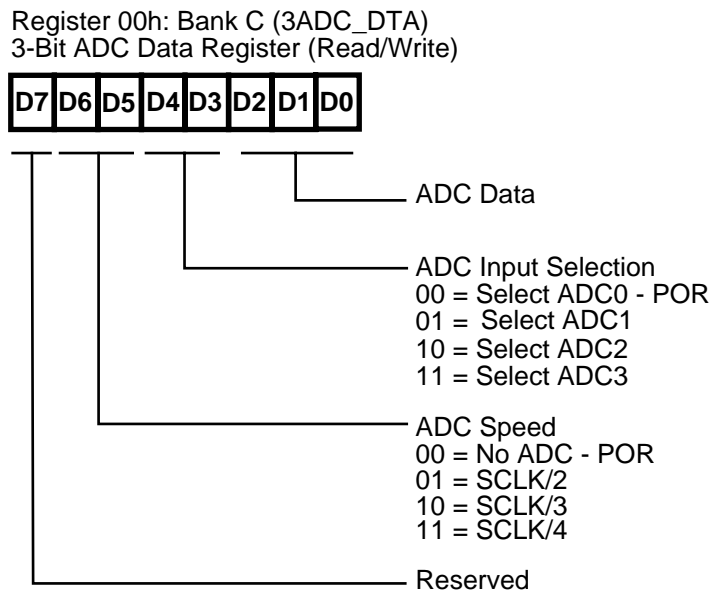 Register 00h: Bank C (3ADC_DTA)
3-Bit ADC Data Register (Read/Write)
D7 D6 D5 D4 D3 D2 D1 D0
ADC Data
ADC Input Selection
00 = Select ADC0 - POR
01 = Select ADC1
10 = Select ADC2
11 = Select ADC3
ADC Speed
00 = No ADC - POR
01 = SCLK/2
10 = SCLK/3
11 = SCLK/4
Reserved